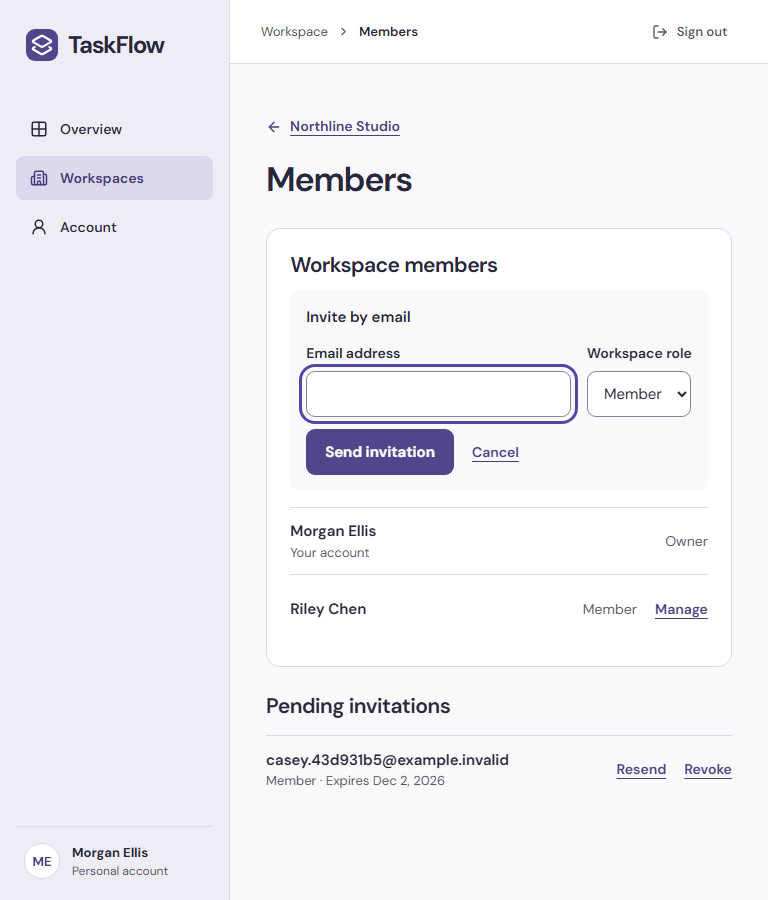 TaskFlow
Overview
Workspaces
Account
ME
Morgan Ellis
Personal account
Workspace > Members
Sign out
Northline Studio
Members
Workspace members
Invite by email
Email address
Workspace role
Member
Send invitation
Cancel
Morgan Ellis
Your account
Owner
Riley Chen
Member
Manage
Pending invitations
casey.43d931b5@example.invalid
Member · Expires Dec 2, 2026
Resend
Revoke